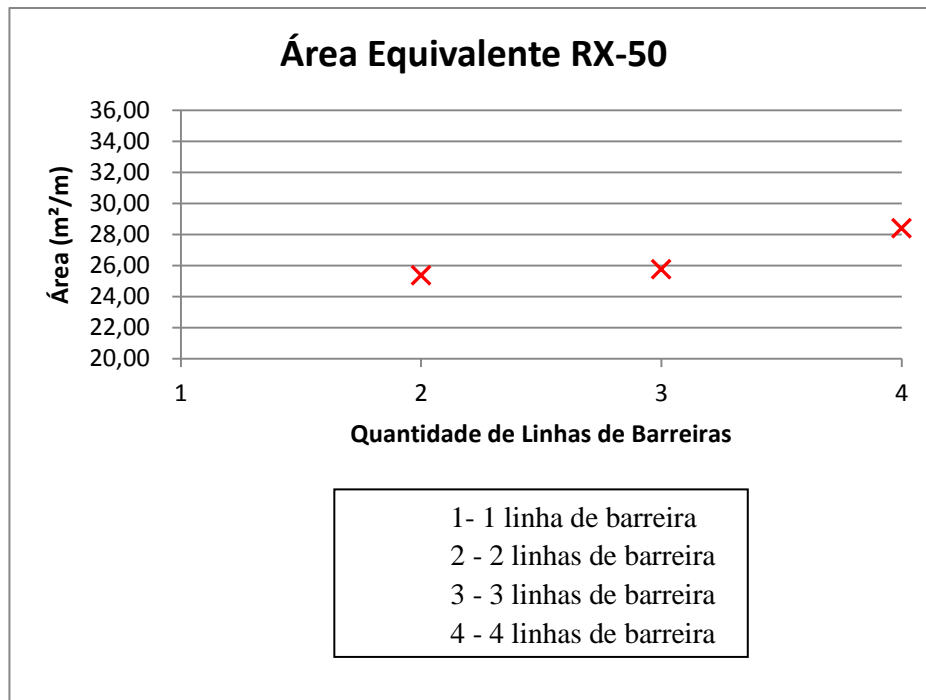 Área Equivalente RX-50
36,00
34,00
32,00
30,00
28,00
26,00
24,00
22,00
20,00
Área (m²/m)
1 2 3 4
Quantidade de Linhas de Barreiras
1- 1 linha de barreira
2 - 2 linhas de barreira
3 - 3 linhas de barreira
4 - 4 linhas de barreira